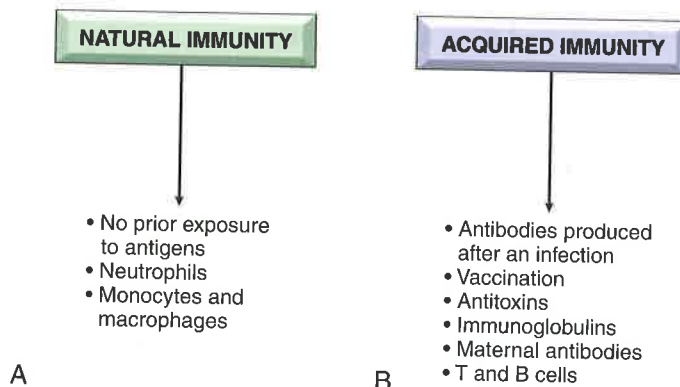 NATURAL IMMUNITY
• No prior exposure
to antigens
• Neutrophils
• Monocytes and
macrophages
A
ACQUIRED IMMUNITY
• Antibodies produced
after an infection
• Vaccination
• Antitoxins
• Immunoglobulins
• Maternal antibodies
• T and B cells
B